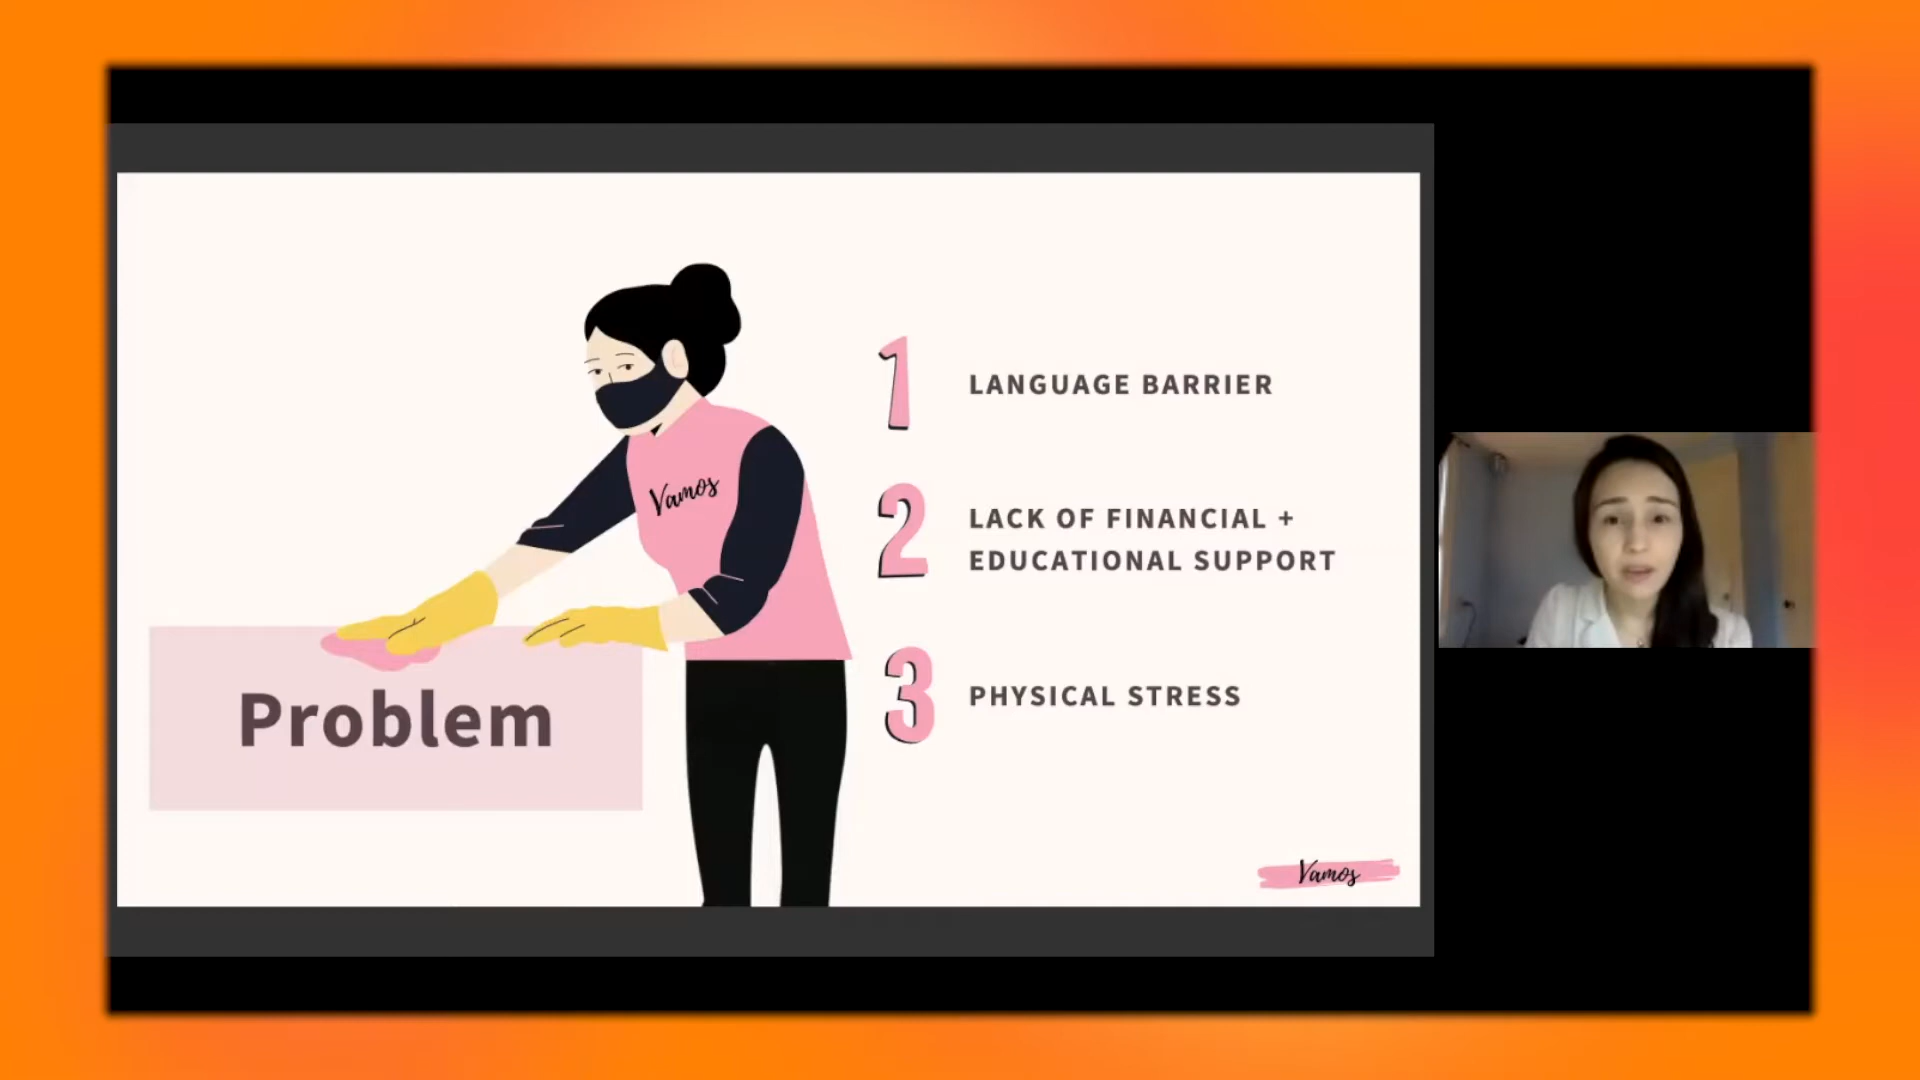 Vamos
Problem
1
LANGUAGE BARRIER
2
LACK OF FINANCIAL +
EDUCATIONAL SUPPORT
3
PHYSICAL STRESS
Vamos